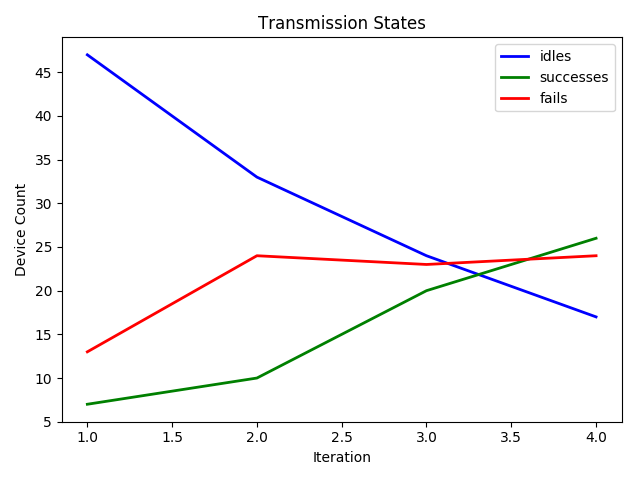 Transmission States
idles
successes
fails
Device Count
45
40
35
30
25
20
15
10
5
1.0 1.5 2.0 2.5 3.0 3.5 4.0
Iteration